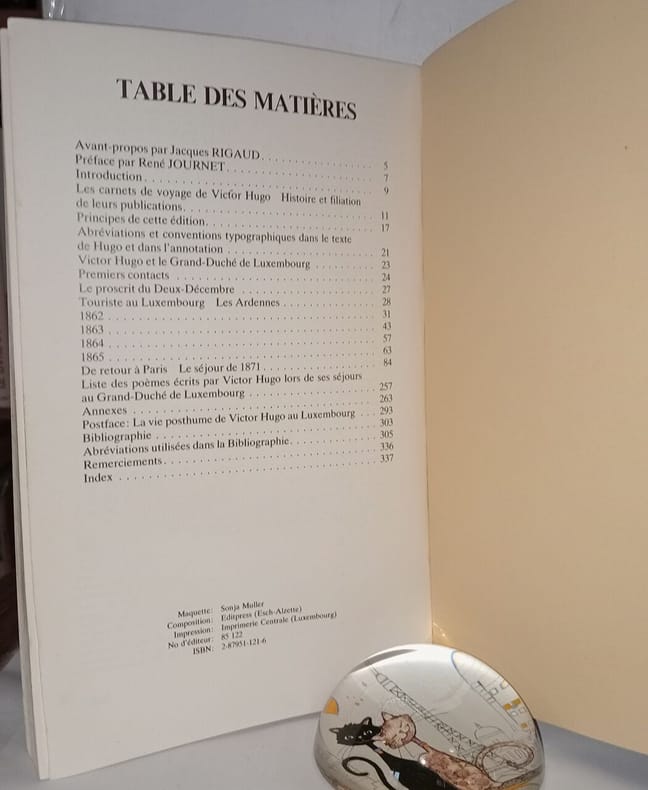 TABLE DES MATIÈRES
Avant-propos par Jacques RIGAUD. . . . . . . . . . . . . . . . 5
Préface par René JOURNET. . . . . . . . . . . . . . . . . . . . 7
Introduction. . . . . . . . . . . . . . . . . . . . . . . . . . . . . . 9
Les carnets de voyage de Victor Hugo Histoire et filiation
de leurs publications. . . . . . . . . . . . . . . . . . . . . . . . 11
Principes de cette édition. . . . . . . . . . . . . . . . . . . . . 17
Abréviations et conventions typographiques dans le texte
de Hugo et dans l'annotation . . . . . . . . . . . . . . . . . . 21
Victor Hugo et le Grand-Duché de Luxembourg . . . . . . . 23
Premiers contacts . . . . . . . . . . . . . . . . . . . . . . . . . 24
Le proscrit du Deux-Décembre . . . . . . . . . . . . . . . . . 27
Touriste au Luxembourg Les Ardennes . . . . . . . . . . . . 28
1862 . . . . . . . . . . . . . . . . . . . . . . . . . . . . . . . . . . 31
1863 . . . . . . . . . . . . . . . . . . . . . . . . . . . . . . . . . . 43
1864 . . . . . . . . . . . . . . . . . . . . . . . . . . . . . . . . . . 57
1865 . . . . . . . . . . . . . . . . . . . . . . . . . . . . . . . . . . 63
De retour à Paris Le séjour de 1871 . . . . . . . . . . . . . . 84
Liste des poèmes écrits par Victor Hugo lors de ses séjours
au Grand-Duché de Luxembourg . . . . . . . . . . . . . . . . 257
Annexes . . . . . . . . . . . . . . . . . . . . . . . . . . . . . . . 263
Postface: La vie posthume de Victor Hugo au Luxembourg . . . 293
Bibliographie . . . . . . . . . . . . . . . . . . . . . . . . . . . . 303
Abréviations utilisées dans la Bibliographie. . . . . . . . . . 305
Remerciements. . . . . . . . . . . . . . . . . . . . . . . . . . . 336
Index . . . . . . . . . . . . . . . . . . . . . . . . . . . . . . . . . 337
Maquette: Sonja Muller
Composition: Editpress (Esch-Alzette)
Impression: Imprimerie Centrale (Luxembourg)
No d'éditeur: 85 122
ISBN: 2-87951-121-6